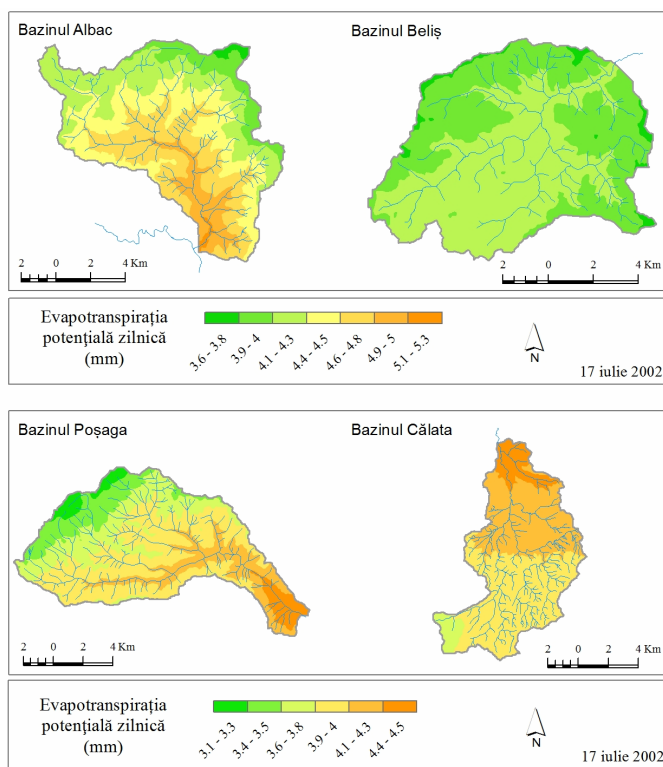 Bazinul Albac
Bazinul Beliș
2 0 2 4 Km
2 0 2 4 Km
Evapotranspirația
potenţială zilnică
(mm)
3.6 - 3.8
3.9 - 4
4.1 - 4.3
4.4 - 4.5
4.6 - 4.8
4.9 - 5
5.1 - 5.3
N
17 iulie 2002
Bazinul Poșaga
Bazinul Călata
2 0 2 4 Km
2 0 2 4 Km
Evapotranspirația
potenţială zilnică
(mm)
3.1 - 3.3
3.4 - 3.5
3.6 - 3.8
3.9 - 4
4.1 - 4.3
4.4 - 4.5
N
17 iulie 2002